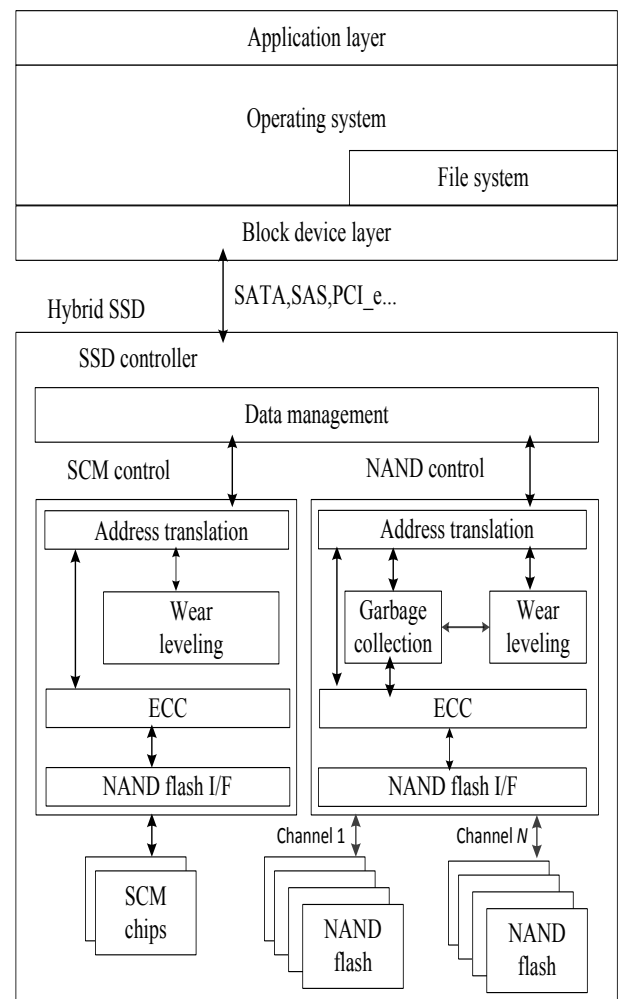 Application layer
Operating system
File system
Block device layer
SATA,SAS,PCI_e...
Hybrid SSD
SSD controller
Data management
SCM control
NAND control
Address translation
Wear
leveling
ECC
NAND flash I/F
Address translation
Garbage
collection
Wear
leveling
ECC
NAND flash I/F
Channel 1
Channel N
SCM
chips
NAND
flash
NAND
flash